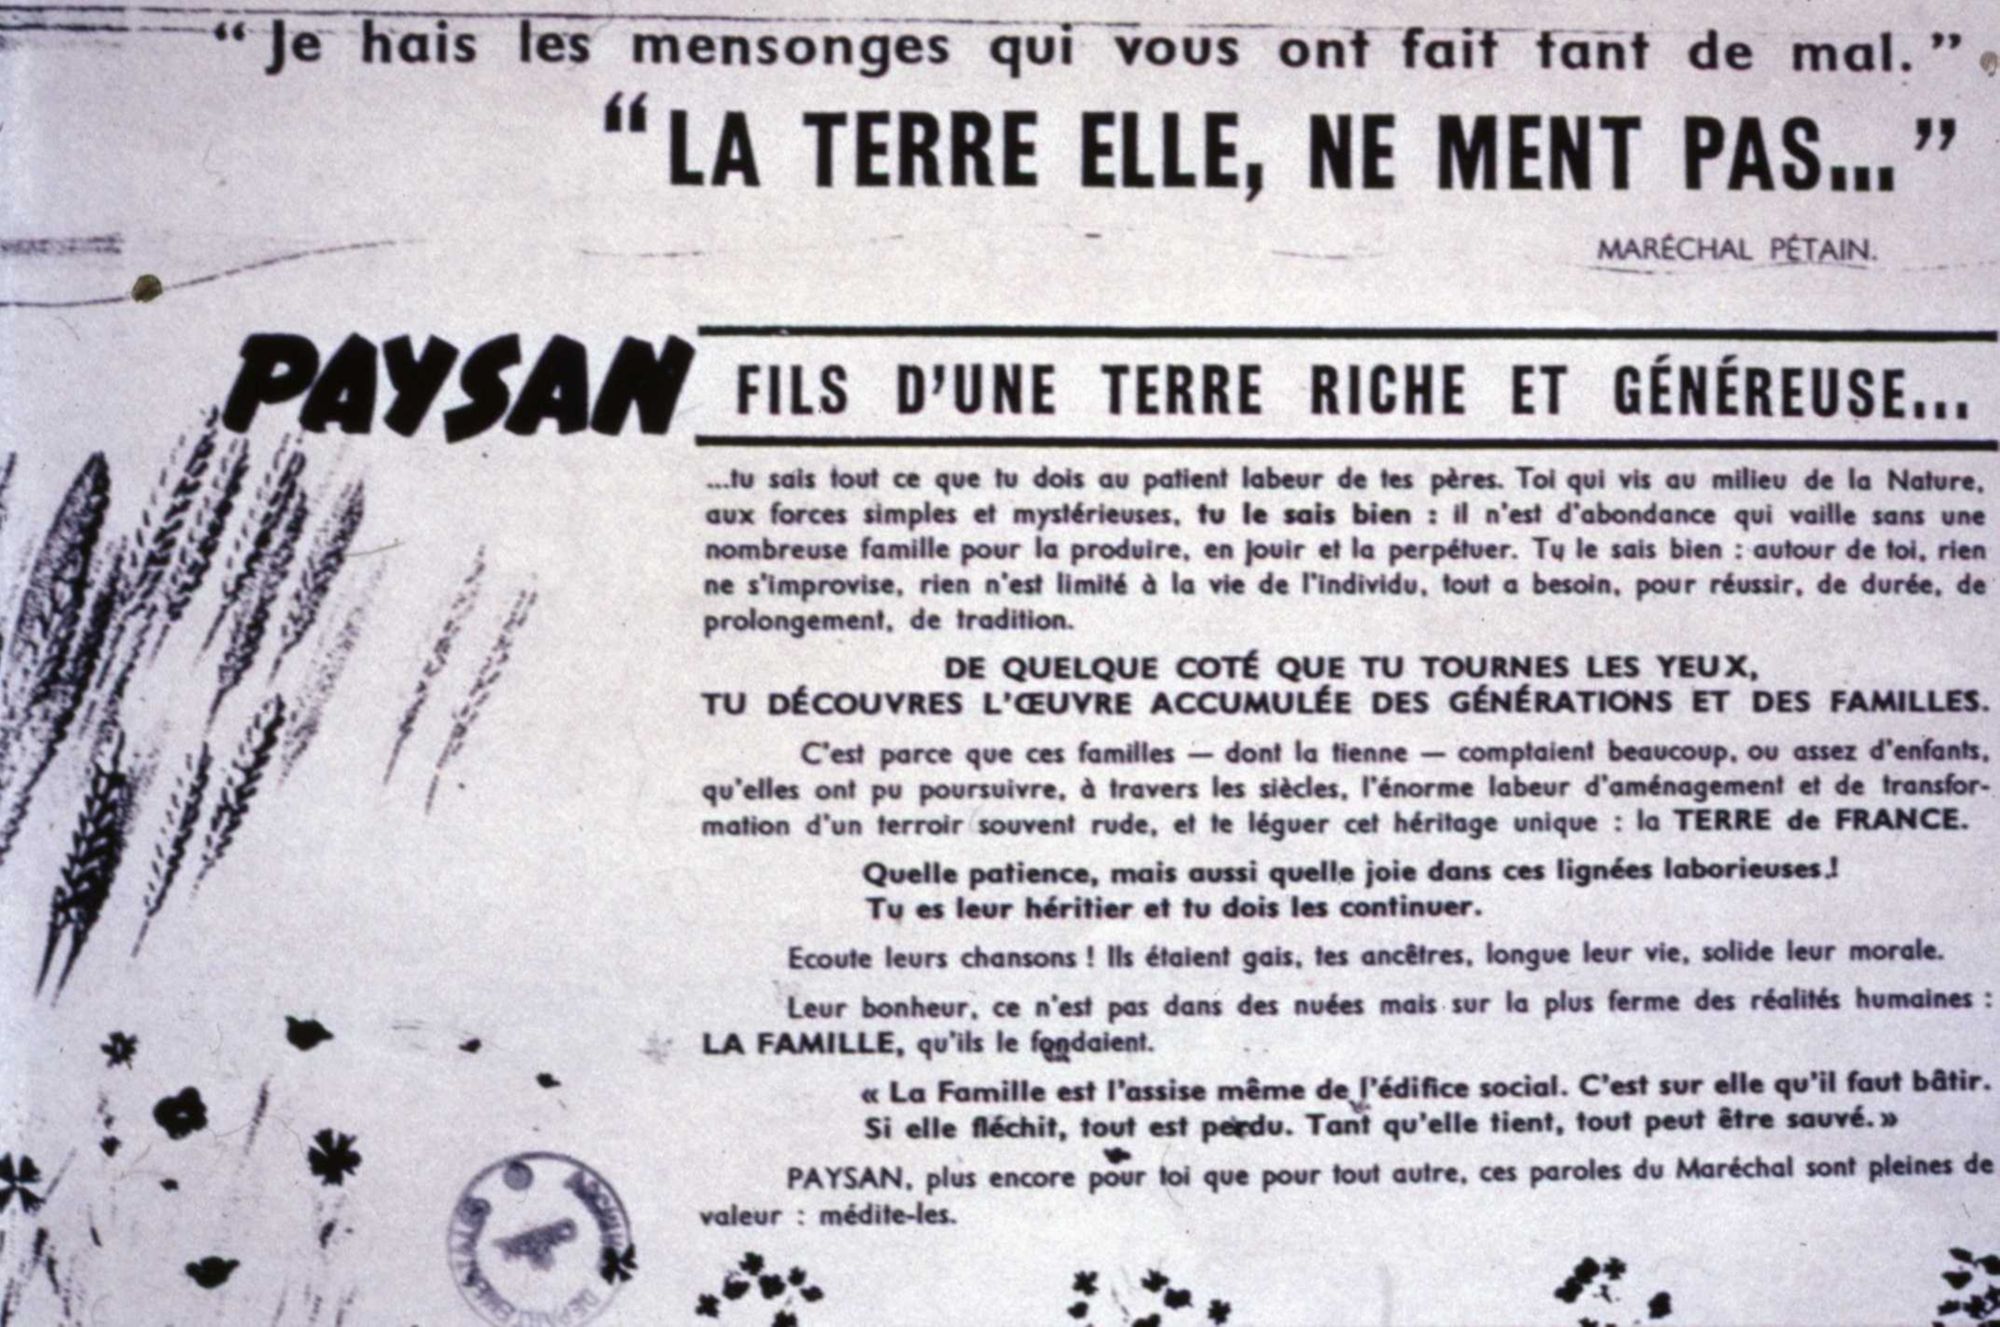 “Je hais les mensonges qui vous ont fait tant de mal.”
“LA TERRE ELLE, NE MENT PAS...”
MARÉCHAL PÉTAIN.
PAYSAN FILS D'UNE TERRE RICHE ET GÉNÉREUSE...
...tu sais tout ce que tu dois au patient labeur de tes pères. Toi qui vis au milieu de la Nature,
aux forces simples et mystérieuses, tu le sais bien : il n'est d'abondance qui vaille sans une
nombreuse famille pour la produire, en jouir et la perpétuer. Tu le sais bien : autour de toi, rien
ne s'improvise, rien n'est limité à la vie de l'individu, tout a besoin, pour réussir, de durée, de
prolongement, de tradition.
DE QUELQUE COTÉ QUE TU TOURNES LES YEUX,
TU DÉCOUVRES L'ŒUVRE ACCUMULÉE DES GÉNÉRATIONS ET DES FAMILLES.
C'est parce que ces familles — dont la tienne — comptaient beaucoup, ou assez d'enfants,
qu'elles ont pu poursuivre, à travers les siècles, l'énorme labeur d'aménagement et de transfor-
mation d'un terroir souvent rude, et te léguer cet héritage unique : la TERRE de FRANCE.
Quelle patience, mais aussi quelle joie dans ces lignées laborieuses !
Tu es leur héritier et tu dois les continuer.
Ecoute leurs chansons ! Ils étaient gais, tes ancêtres, longue leur vie, solide leur morale.
Leur bonheur, ce n'est pas dans des nuées mais sur la plus ferme des réalités humaines :
LA FAMILLE, qu'ils le fondaient.
« La Famille est l'assise même de l'édifice social. C'est sur elle qu'il faut bâtir.
Si elle fléchit, tout est perdu. Tant qu'elle tient, tout peut être sauvé. »
PAYSAN, plus encore pour toi que pour tout autre, ces paroles du Maréchal sont pleines de
valeur : médite-les.